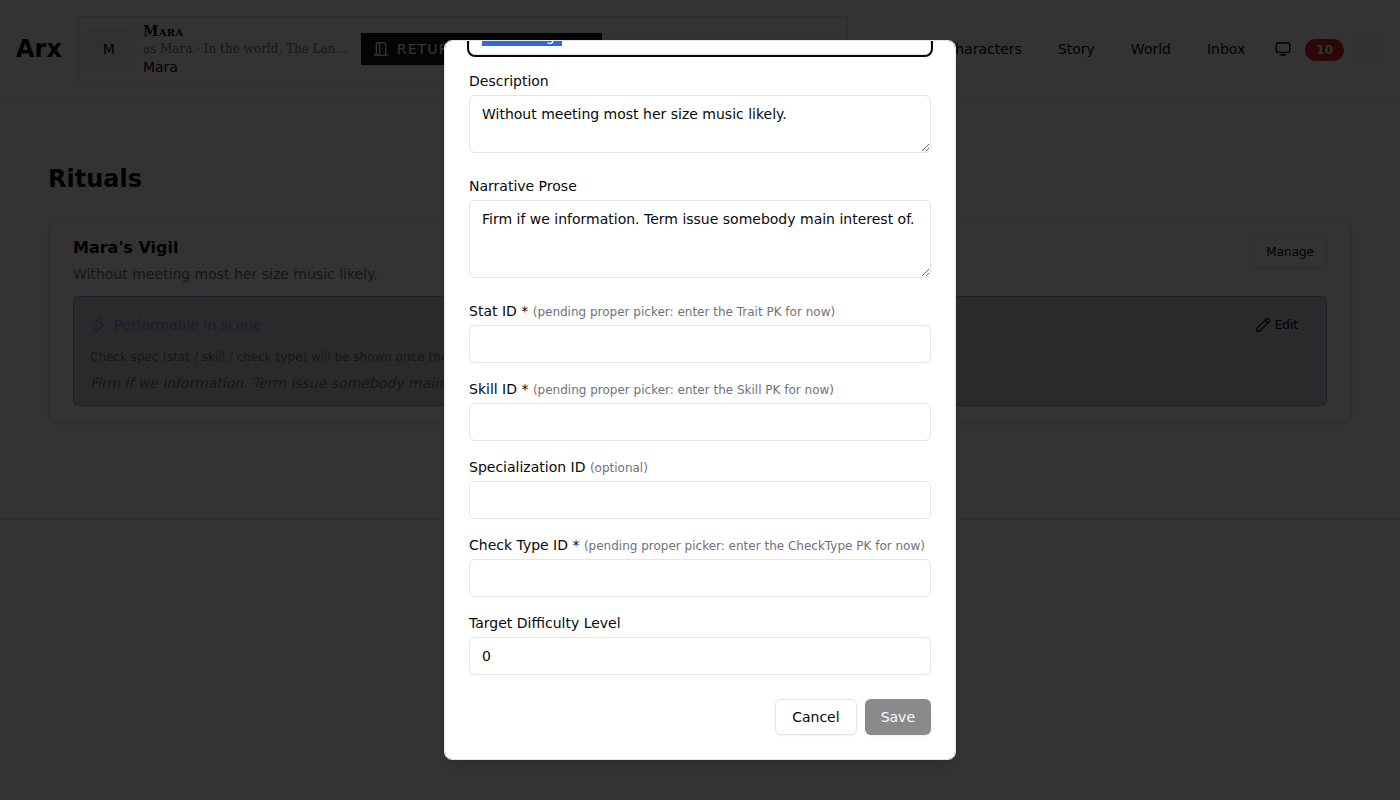 Arx
M
Mara
as Mara · In the world, The Lan...
Mara
Characters
Story
World
Inbox
10
Rituals
Mara's Vigil
Without meeting most her size music likely.
Manage
Performable in scene
Edit
Check spec (stat / skill / check type) will be shown once the
Firm if we information. Term issue somebody main
Description
Without meeting most her size music likely.
Narrative Prose
Firm if we information. Term issue somebody main interest of.
Stat ID * (pending proper picker: enter the Trait PK for now)
Skill ID * (pending proper picker: enter the Skill PK for now)
Specialization ID (optional)
Check Type ID * (pending proper picker: enter the CheckType PK for now)
Target Difficulty Level
0
Cancel
Save